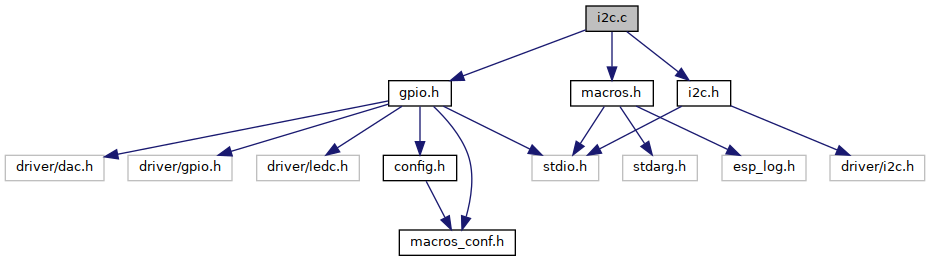 i2c.c
gpio.h
macros.h
i2c.h
driver/dac.h
driver/gpio.h
driver/ledc.h
config.h
stdio.h
stdarg.h
esp_log.h
driver/i2c.h
macros_conf.h